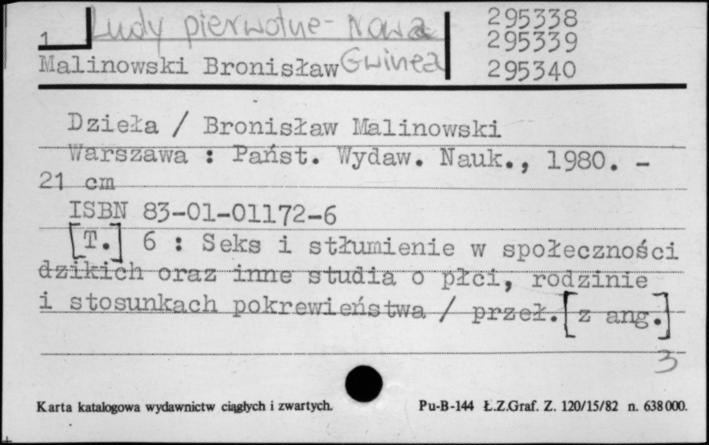 Ludy pierwotne - Nowa Gwinea
295338
295339
295340
1
Malinowski Bronisław
Dzieła / Bronisław Malinowski
Warszawa : Państ. Wydaw. Nauk., 1980. -
21 cm
ISBN 83-01-01172-6
[T.] 6 : Seks i stłumienie w społeczności
dzikich oraz inne studia o płci, rodzinie
i stosunkach pokrewieństwa / przeł. [z ang.]
3
Karta katalogowa wydawnictw ciągłych i zwartych.
Pu-B-144 Ł.Z.Graf. Z. 120/15/82 n. 638 000.